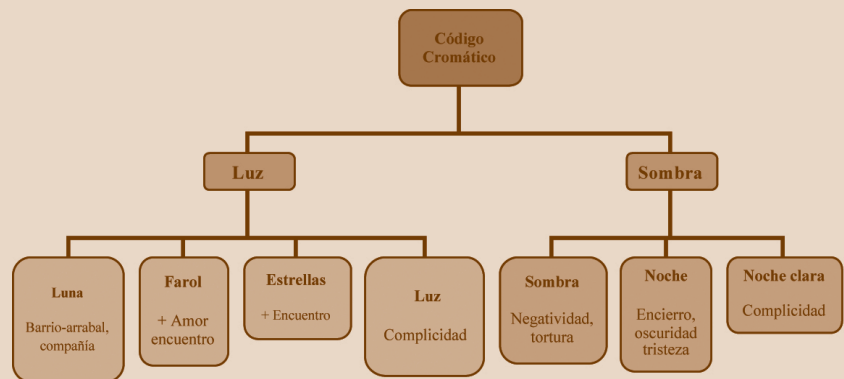 Código
Cromático
Luz
Sombra
Luna
Barrio-arrabal,
compañía
Farol
+ Amor
encuentro
Estrellas
+ Encuentro
Luz
Complicidad
Sombra
Negatividad,
tortura
Noche
Encierro,
oscuridad
tristeza
Noche clara
Complicidad